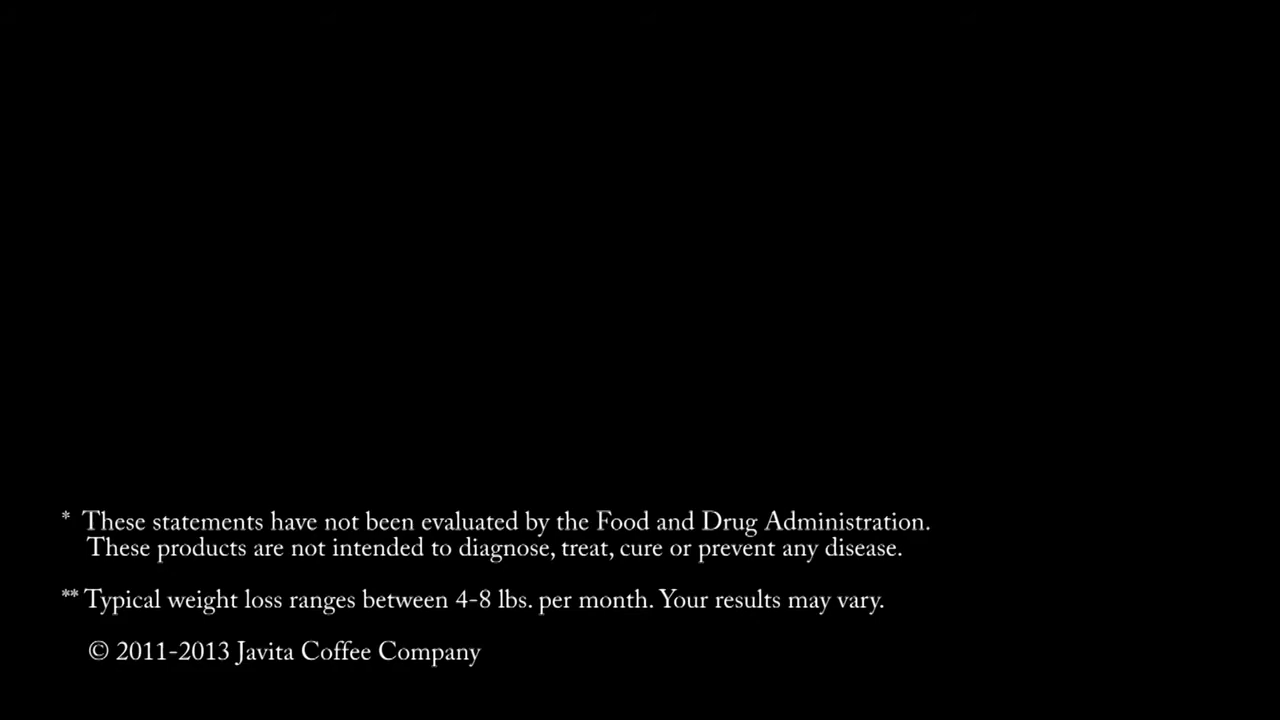 * These statements have not been evaluated by the Food and Drug Administration.
These products are not intended to diagnose, treat, cure or prevent any disease.
** Typical weight loss ranges between 4-8 lbs. per month. Your results may vary.
© 2011-2013 Javita Coffee Company